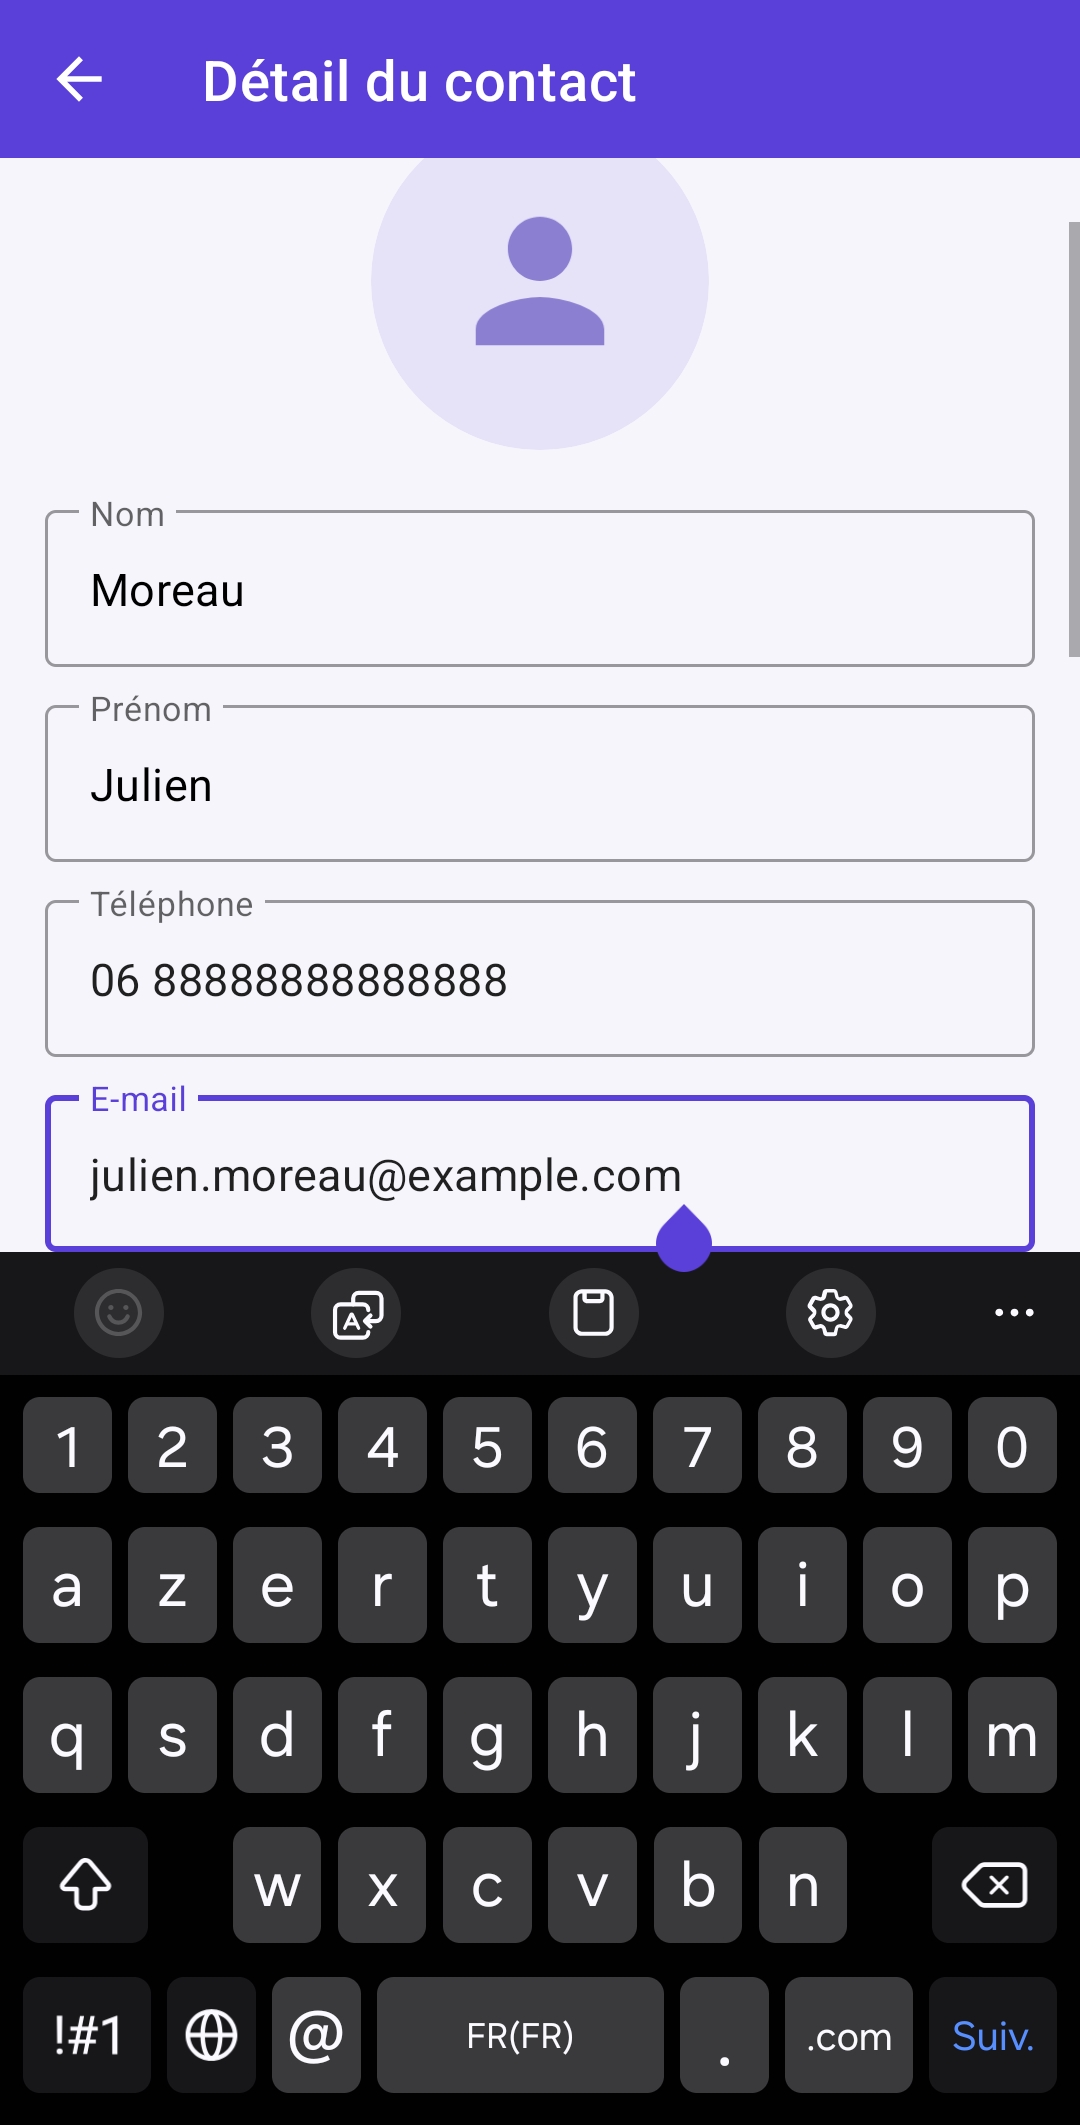 Détail du contact
Nom
Moreau
Prénom
Julien
Téléphone
06 88888888888888
E-mail
julien.moreau@example.com
1 2 3 4 5 6 7 8 9 0
a z e r t y u i o p
q s d f g h j k l m
w x c v b n
!#1 @ FR(FR) . .com Suiv.